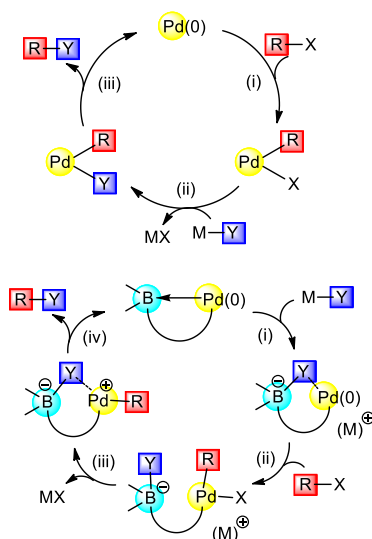 Pd(0)
R–X
(i)
R–Y
(iii)
Pd R Y
Pd R X
(ii)
MX
M–Y
R–Y
B Pd(0)
M–Y
(iv)
(i)
⊖ B Y Pd ⊕ R
⊖ B Y Pd(0) (M)⊕
(iii)
(ii)
Y B ⊖ R Pd–X (M)⊕
MX
R–X